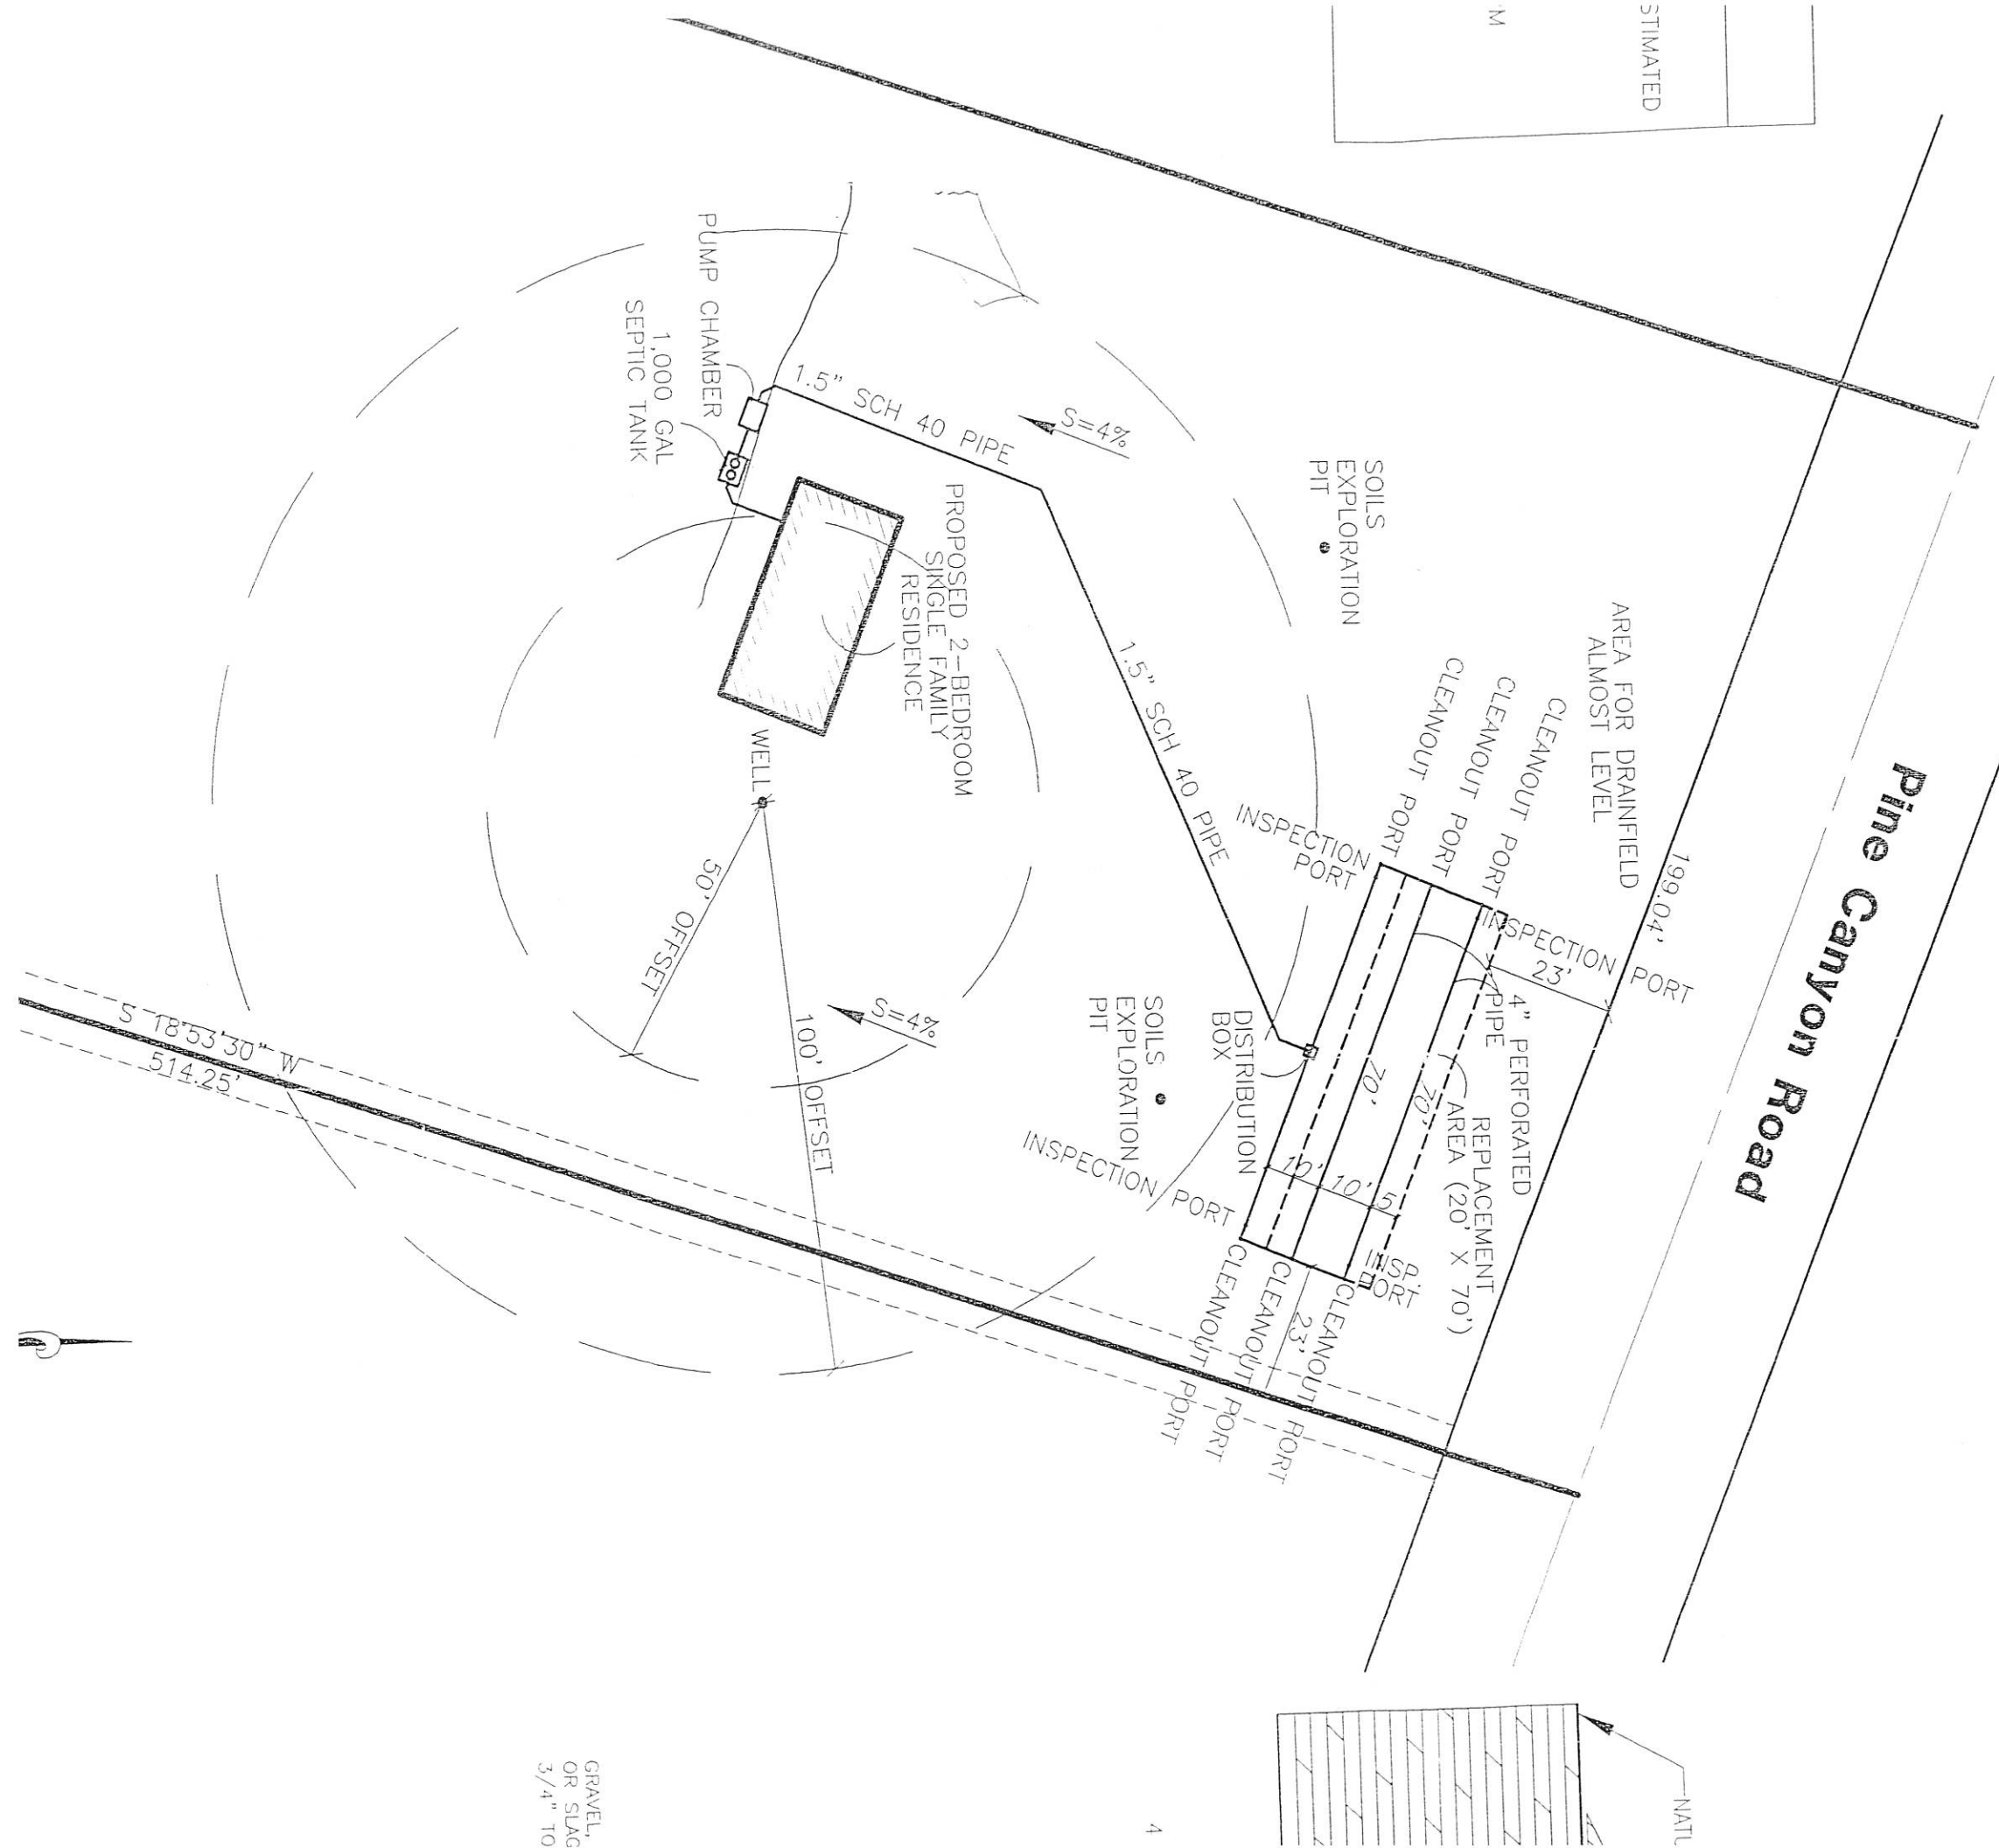 STIMATED
M
Pine Canyon Road
199.04'
AREA FOR DRAINFIELD
ALMOST LEVEL
SOILS
EXPLORATION
PIT
S=4%
PUMP CHAMBER
1,000 GAL
SEPTIC TANK
1.5" SCH 40 PIPE
PROPOSED 2-BEDROOM
SINGLE FAMILY
RESIDENCE
1.5" SCH 40 PIPE
CLEANOUT PORT
CLEANOUT PORT
CLEANOUT PORT
INSPECTION
PORT
INSPECTION PORT
23'
4" PERFORATED
PIPE
REPLACEMENT
AREA (20' X 70')
70'
70'
10'
10'
5'
WELL
50' OFFSET
100' OFFSET
S=4%
SOILS
EXPLORATION
PIT
DISTRIBUTION
BOX
INSPECTION PORT
INSP.
PORT
CLEANOUT PORT
CLEANOUT PORT
CLEANOUT PORT
23'
S 18°53'30" W
514.25'
GRAVEL,
OR SLAG
3/4" TO
4